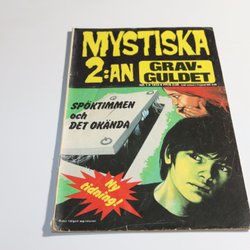 MYSTISKA
2:AN
GRAV-
GULDET
SPÖKTIMMEN
och
DET OKÄNDA
Ny
tidning!